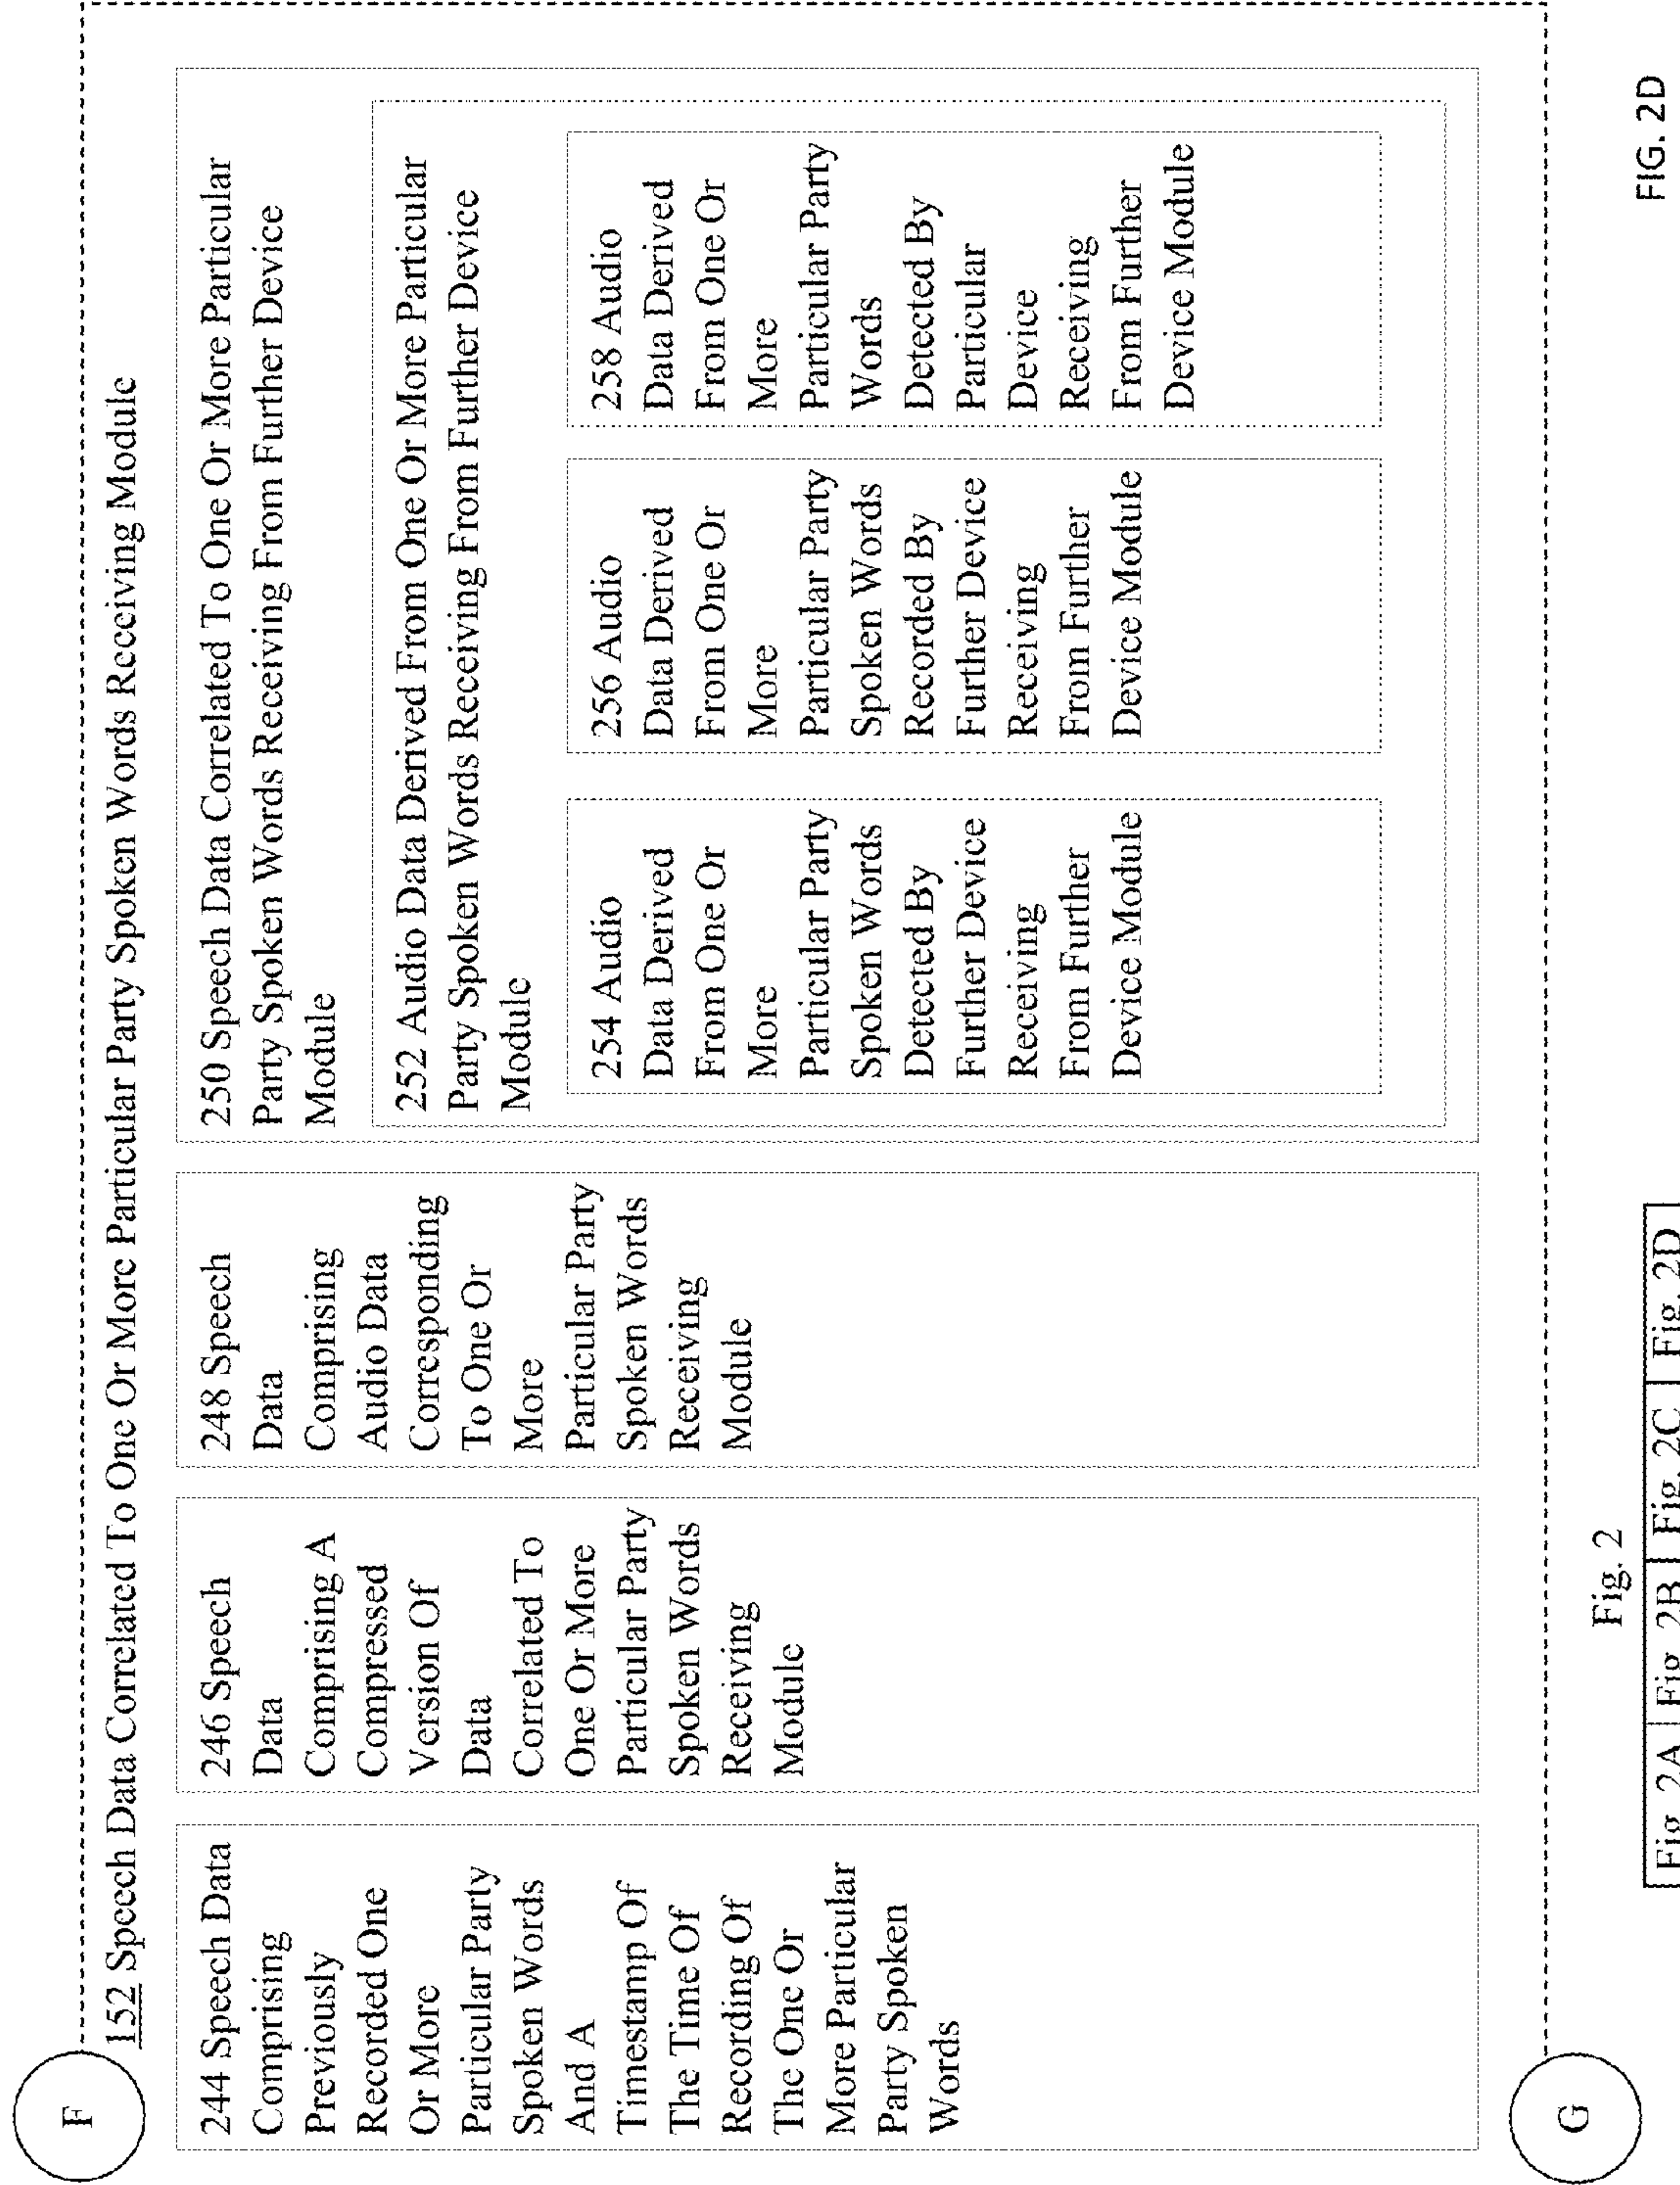 F
152 Speech Data Correlated To One Or More Particular Party Spoken Words Receiving Module
244 Speech Data
Comprising
Previously
Recorded One
Or More
Particular Party
Spoken Words
And A
Timestamp Of
The Time Of
Recording Of
The One Or
More Particular
Party Spoken
Words
246 Speech
Data
Comprising A
Compressed
Version Of
Data
Correlated To
One Or More
Particular Party
Spoken Words
Receiving
Module
248 Speech
Data
Comprising
Audio Data
Corresponding
To One Or
More
Particular Party
Spoken Words
Receiving
Module
250 Speech Data Correlated To One Or More Particular
Party Spoken Words Receiving From Further Device
Module
252 Audio Data Derived From One Or More Particular
Party Spoken Words Receiving From Further Device
Module
254 Audio
Data Derived
From One Or
More
Particular Party
Spoken Words
Detected By
Further Device
Receiving
From Further
Device Module
256 Audio
Data Derived
From One Or
More
Particular Party
Spoken Words
Recorded By
Further Device
Receiving
From Further
Device Module
258 Audio
Data Derived
From One Or
More
Particular Party
Words
Detected By
Particular
Device
Receiving
From Further
Device Module
G
Fig. 2
Fig. 2A Fig. 2B Fig. 2C Fig. 2D
FIG. 2D